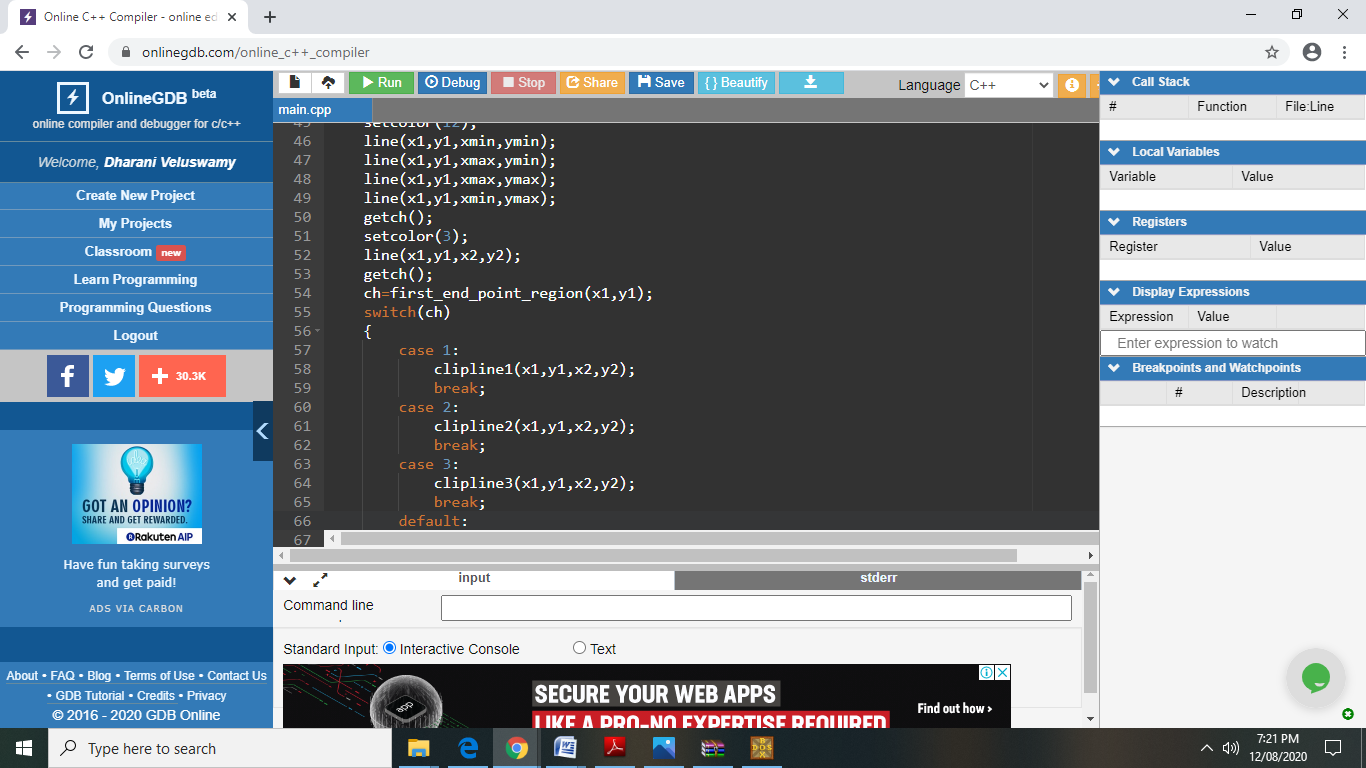 Online C++ Compiler - online ed
onlinegdb.com/online_c++_compiler
OnlineGDB beta
online compiler and debugger for c/c++
Welcome, Dharani Veluswamy
Create New Project
My Projects
Classroom new
Learn Programming
Programming Questions
Logout
f
+ 30.3K
GOT AN OPINION?
SHARE AND GET REWARDED.
Rakuten AIP
Have fun taking surveys
and get paid!
ADS VIA CARBON
About • FAQ • Blog • Terms of Use • Contact Us
• GDB Tutorial • Credits • Privacy
© 2016 - 2020 GDB Online
Run Debug Stop Share Save { } Beautify
Language C++
main.cpp
45 setcolor(12);
46 line(x1,y1,xmin,ymin);
47 line(x1,y1,xmax,ymin);
48 line(x1,y1,xmax,ymax);
49 line(x1,y1,xmin,ymax);
50 getch();
51 setcolor(3);
52 line(x1,y1,x2,y2);
53 getch();
54 ch=first_end_point_region(x1,y1);
55 switch(ch)
56 {
57 case 1:
58 clipline1(x1,y1,x2,y2);
59 break;
60 case 2:
61 clipline2(x1,y1,x2,y2);
62 break;
63 case 3:
64 clipline3(x1,y1,x2,y2);
65 break;
66 default:
67
input stderr
Command line
Standard Input: Interactive Console Text
app
SECURE YOUR WEB APPS
LIKE A PRO-NO EXPERTISE REQUIRED
Find out how >
Call Stack
# Function File:Line
Local Variables
Variable Value
Registers
Register Value
Display Expressions
Expression Value
Enter expression to watch
Breakpoints and Watchpoints
# Description
Type here to search
DOS
7:21 PM
12/08/2020